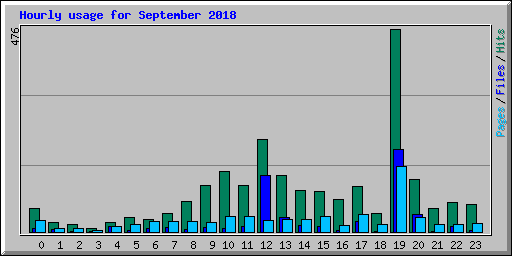 Hourly usage for September 2018
476
Pages / Files / Hits
0 1 2 3 4 5 6 7 8 9 10 11 12 13 14 15 16 17 18 19 20 21 22 23